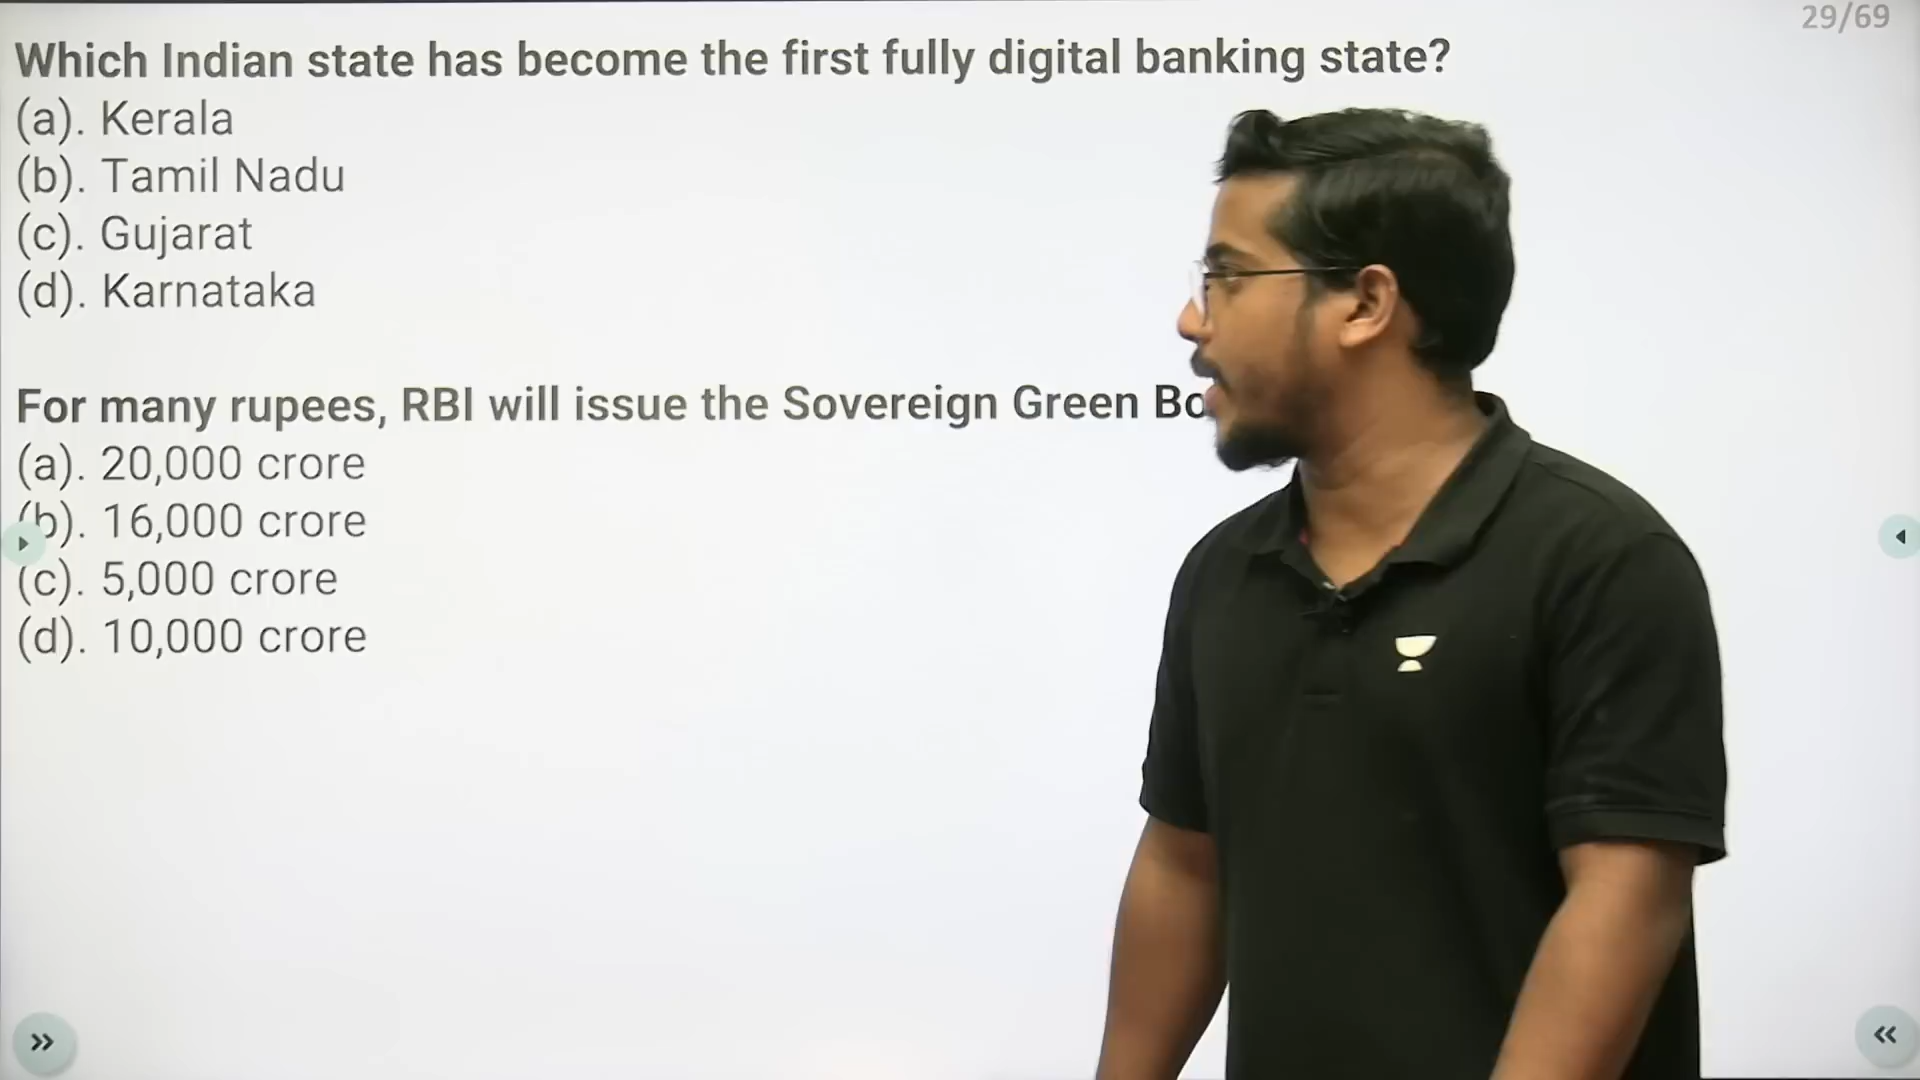 29/69
Which Indian state has become the first fully digital banking state?
(a). Kerala
(b). Tamil Nadu
(c). Gujarat
(d). Karnataka
For many rupees, RBI will issue the Sovereign Green
(a). 20,000 crore
(b). 16,000 crore
(c). 5,000 crore
(d). 10,000 crore